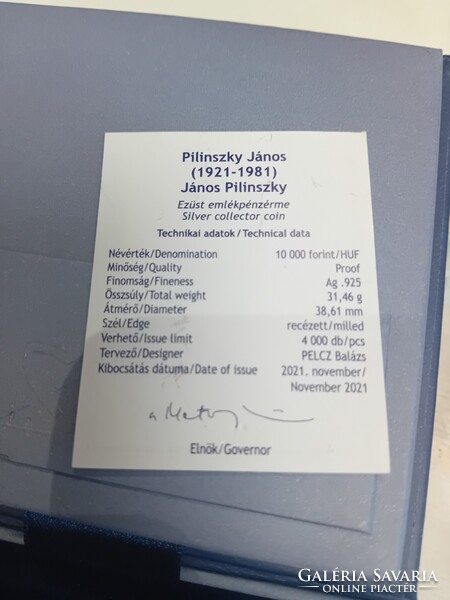 Pilinszky János
(1921-1981)
János Pilinszky
Ezüst emlékpénzérme
Silver collector coin
Technikai adatok / Technical data
Névérték/Denomination 10 000 forint/HUF
Minőség/Quality Proof
Finomság/Fineness Ag .925
Összsúly/Total weight 31,46 g
Átmérő/Diameter 38,61 mm
Szél/Edge recézett/milled
Verhető/Issue limit 4 000 db/pcs
Tervező/Designer PELCZ Balázs
Kibocsátás dátuma/Date of issue 2021. november/
November 2021
Elnök/Governor
GALÉRIA SAVARIA
ONLINE PIACTÉR